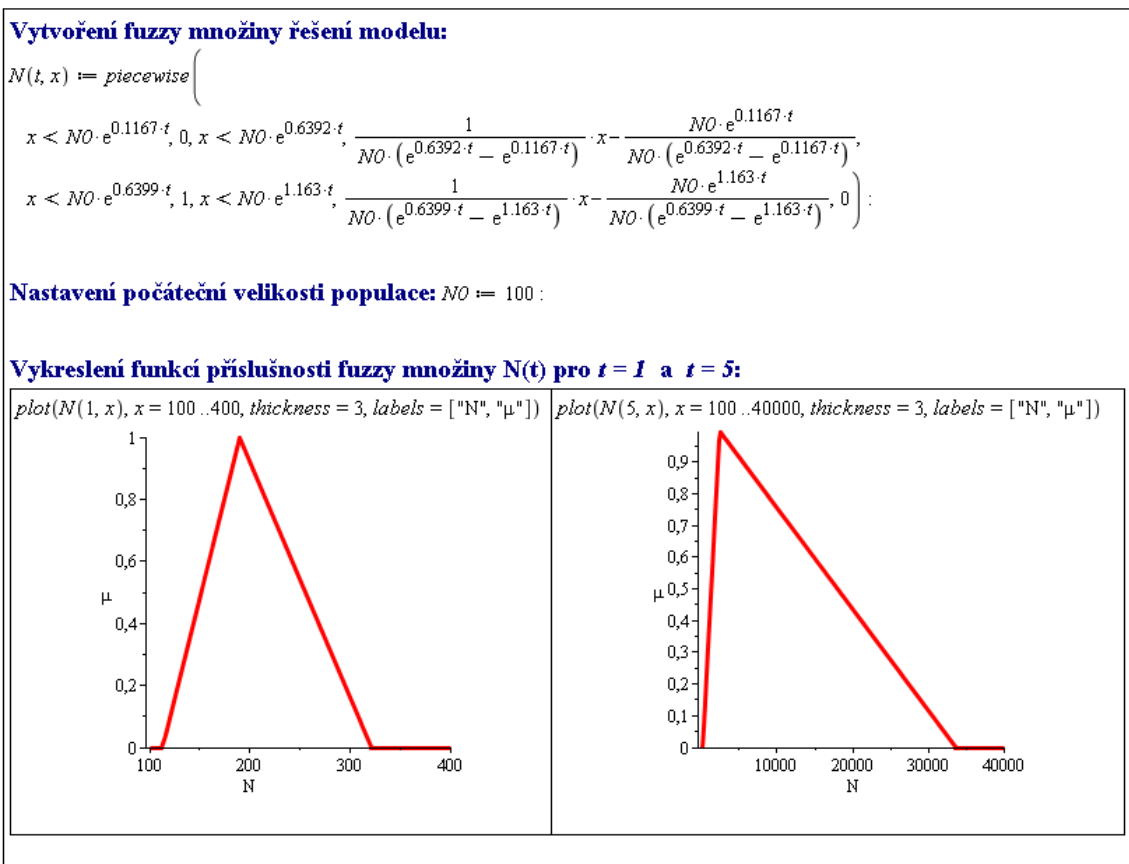 Vytvoření fuzzy množiny řešení modelu:
N(t, x) := piecewise(
x < N0·e^0.1167·t, 0, x < N0·e^0.6392·t, 1/(N0·(e^0.6392·t − e^0.1167·t))·x − N0·e^0.1167·t/(N0·(e^0.6392·t − e^0.1167·t)),
x < N0·e^0.6399·t, 1, x < N0·e^1.163·t, 1/(N0·(e^0.6399·t − e^1.163·t))·x − N0·e^1.163·t/(N0·(e^0.6399·t − e^1.163·t)), 0) :
Nastavení počáteční velikosti populace: N0 := 100 :
Vykreslení funkcí příslušnosti fuzzy množiny N(t) pro t = 1 a t = 5:
plot(N(1, x), x = 100 ..400, thickness = 3, labels = ["N", "μ"])
1
0,8
0,6
μ
0,4
0,2
0
100 200 300 400
N
plot(N(5, x), x = 100 ..40000, thickness = 3, labels = ["N", "μ"])
0,9
0,8
0,7
0,6
μ 0,5
0,4
0,3
0,2
0,1
0
10000 20000 30000 40000
N